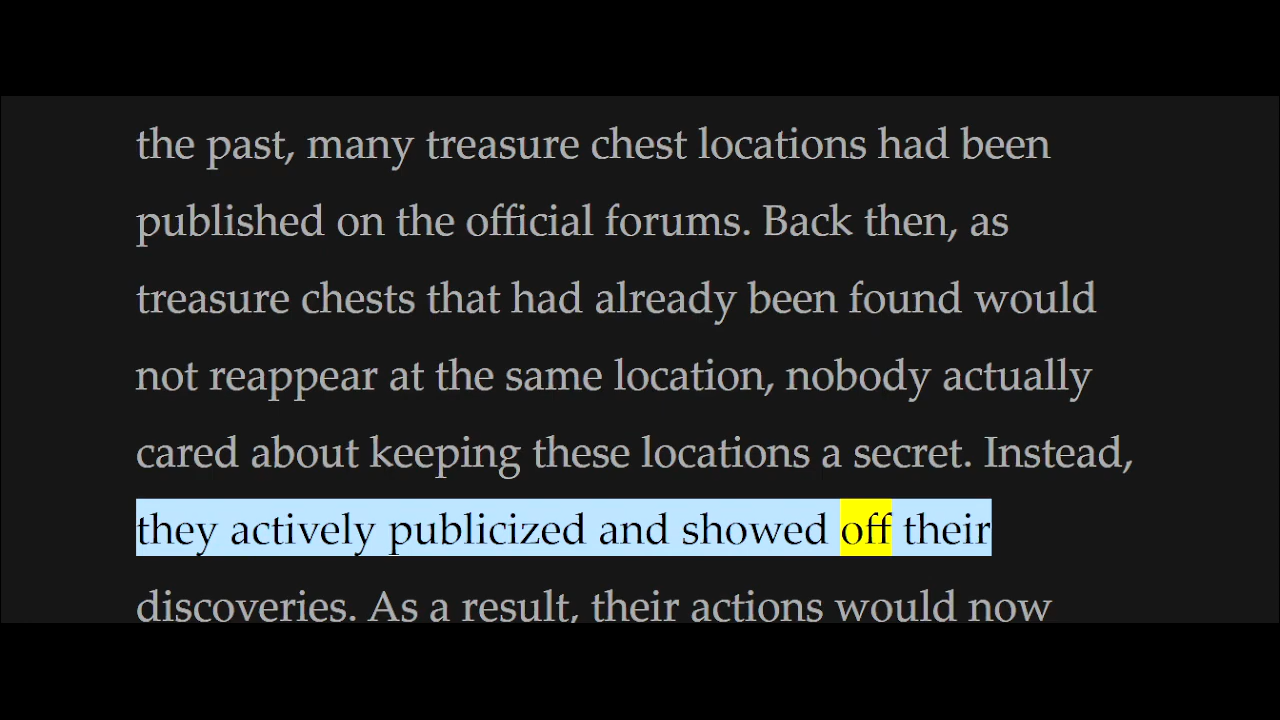 the past, many treasure chest locations had been
published on the official forums. Back then, as
treasure chests that had already been found would
not reappear at the same location, nobody actually
cared about keeping these locations a secret. Instead,
they actively publicized and showed off their
discoveries. As a result, their actions would now